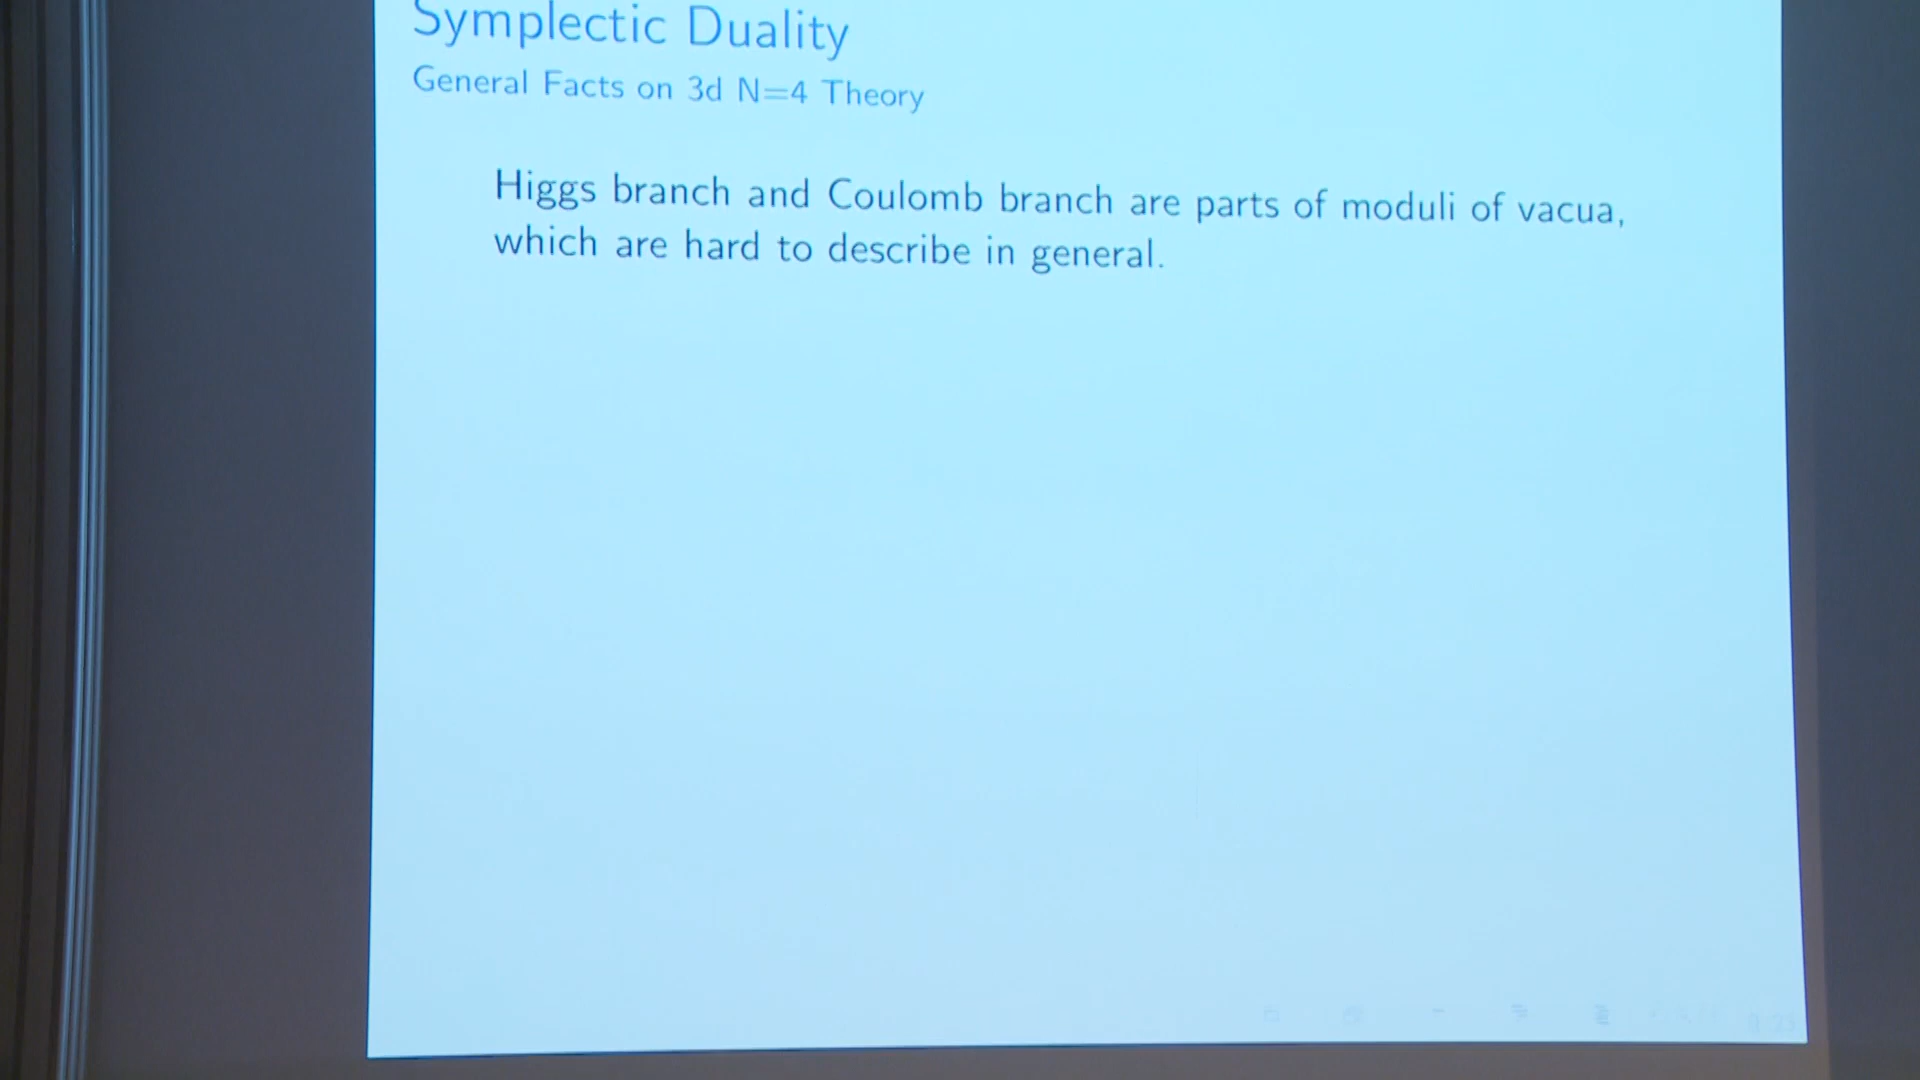 Symplectic Duality
General Facts on 3d N=4 Theory
Higgs branch and Coulomb branch are parts of moduli of vacua,
which are hard to describe in general.